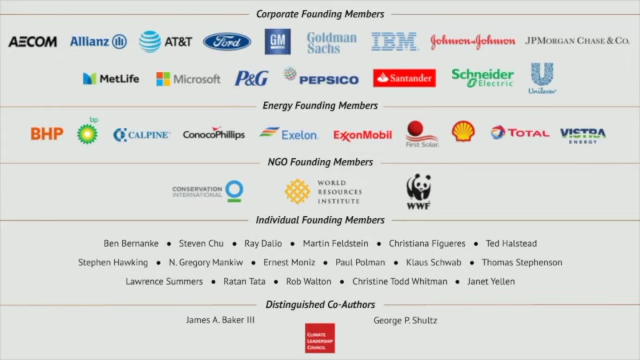 Corporate Founding Members
AECOM Allianz AT&T Ford GM Goldman Sachs IBM Johnson&Johnson JPMORGAN CHASE & CO.
MetLife Microsoft P&G PEPSICO Santander Schneider Electric Unilever
Energy Founding Members
BHP bp CALPINE ConocoPhillips Exelon ExxonMobil First Solar TOTAL VISTRA ENERGY
NGO Founding Members
CONSERVATION INTERNATIONAL WORLD RESOURCES INSTITUTE WWF
Individual Founding Members
Ben Bernanke • Steven Chu • Ray Dalio • Martin Feldstein • Christiana Figueres • Ted Halstead
Stephen Hawking • N. Gregory Mankiw • Ernest Moniz • Paul Polman • Klaus Schwab • Thomas Stephenson
Lawrence Summers • Ratan Tata • Rob Walton • Christine Todd Whitman • Janet Yellen
Distinguished Co-Authors
James A. Baker III George P. Shultz
CLIMATE LEADERSHIP COUNCIL